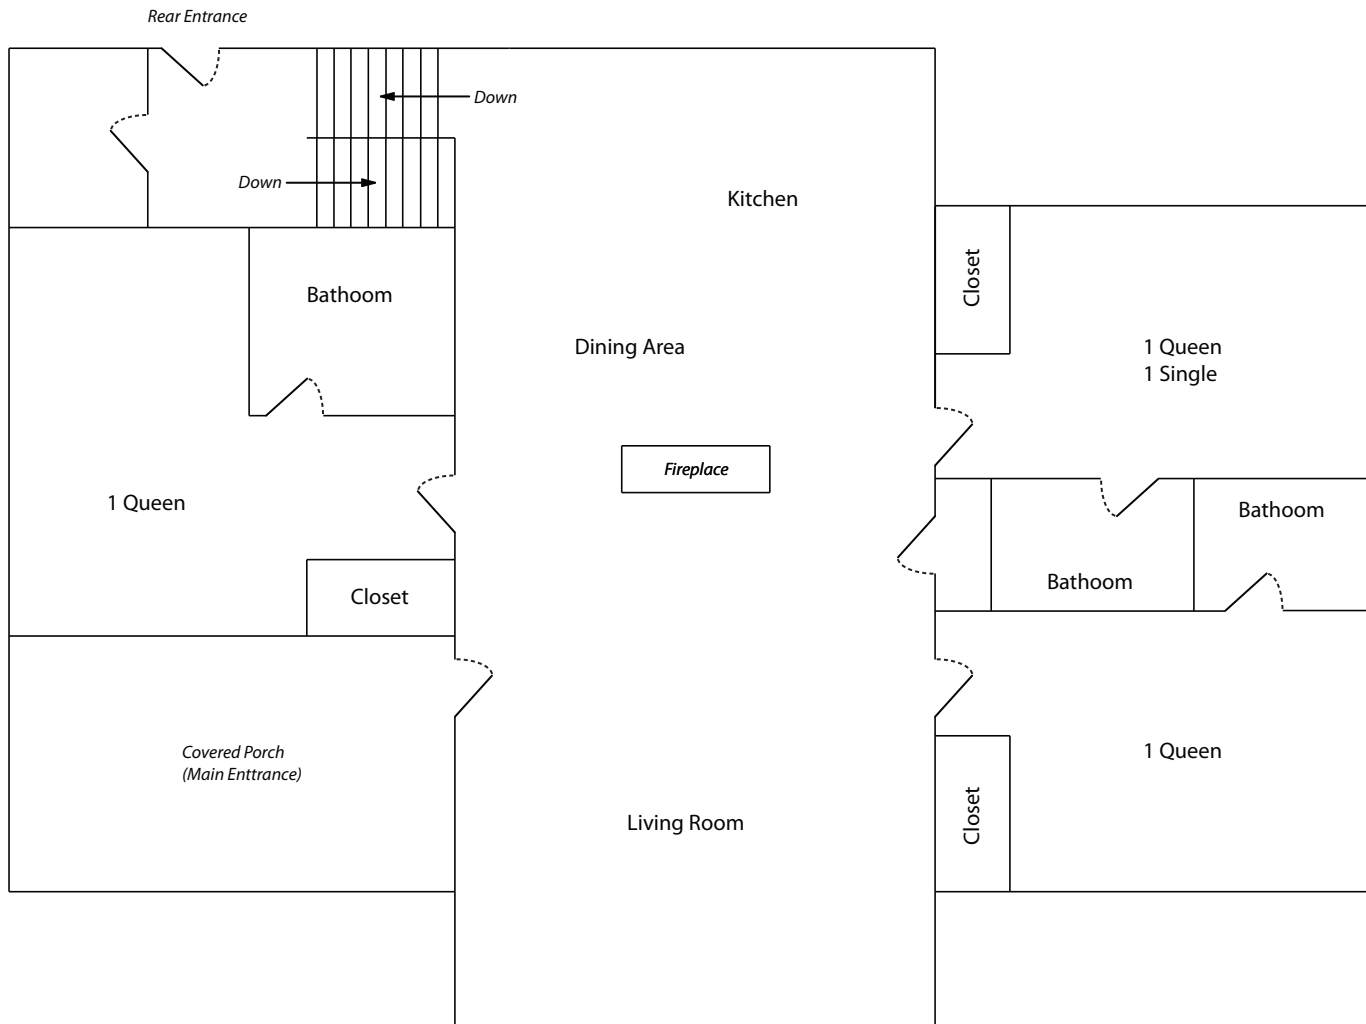 Rear Entrance
Down
Down
Kitchen
Closet
Bathoom
Dining Area
1 Queen
1 Single
Fireplace
1 Queen
Bathoom
Bathoom
Closet
Covered Porch
(Main Enttrance)
1 Queen
Closet
Living Room